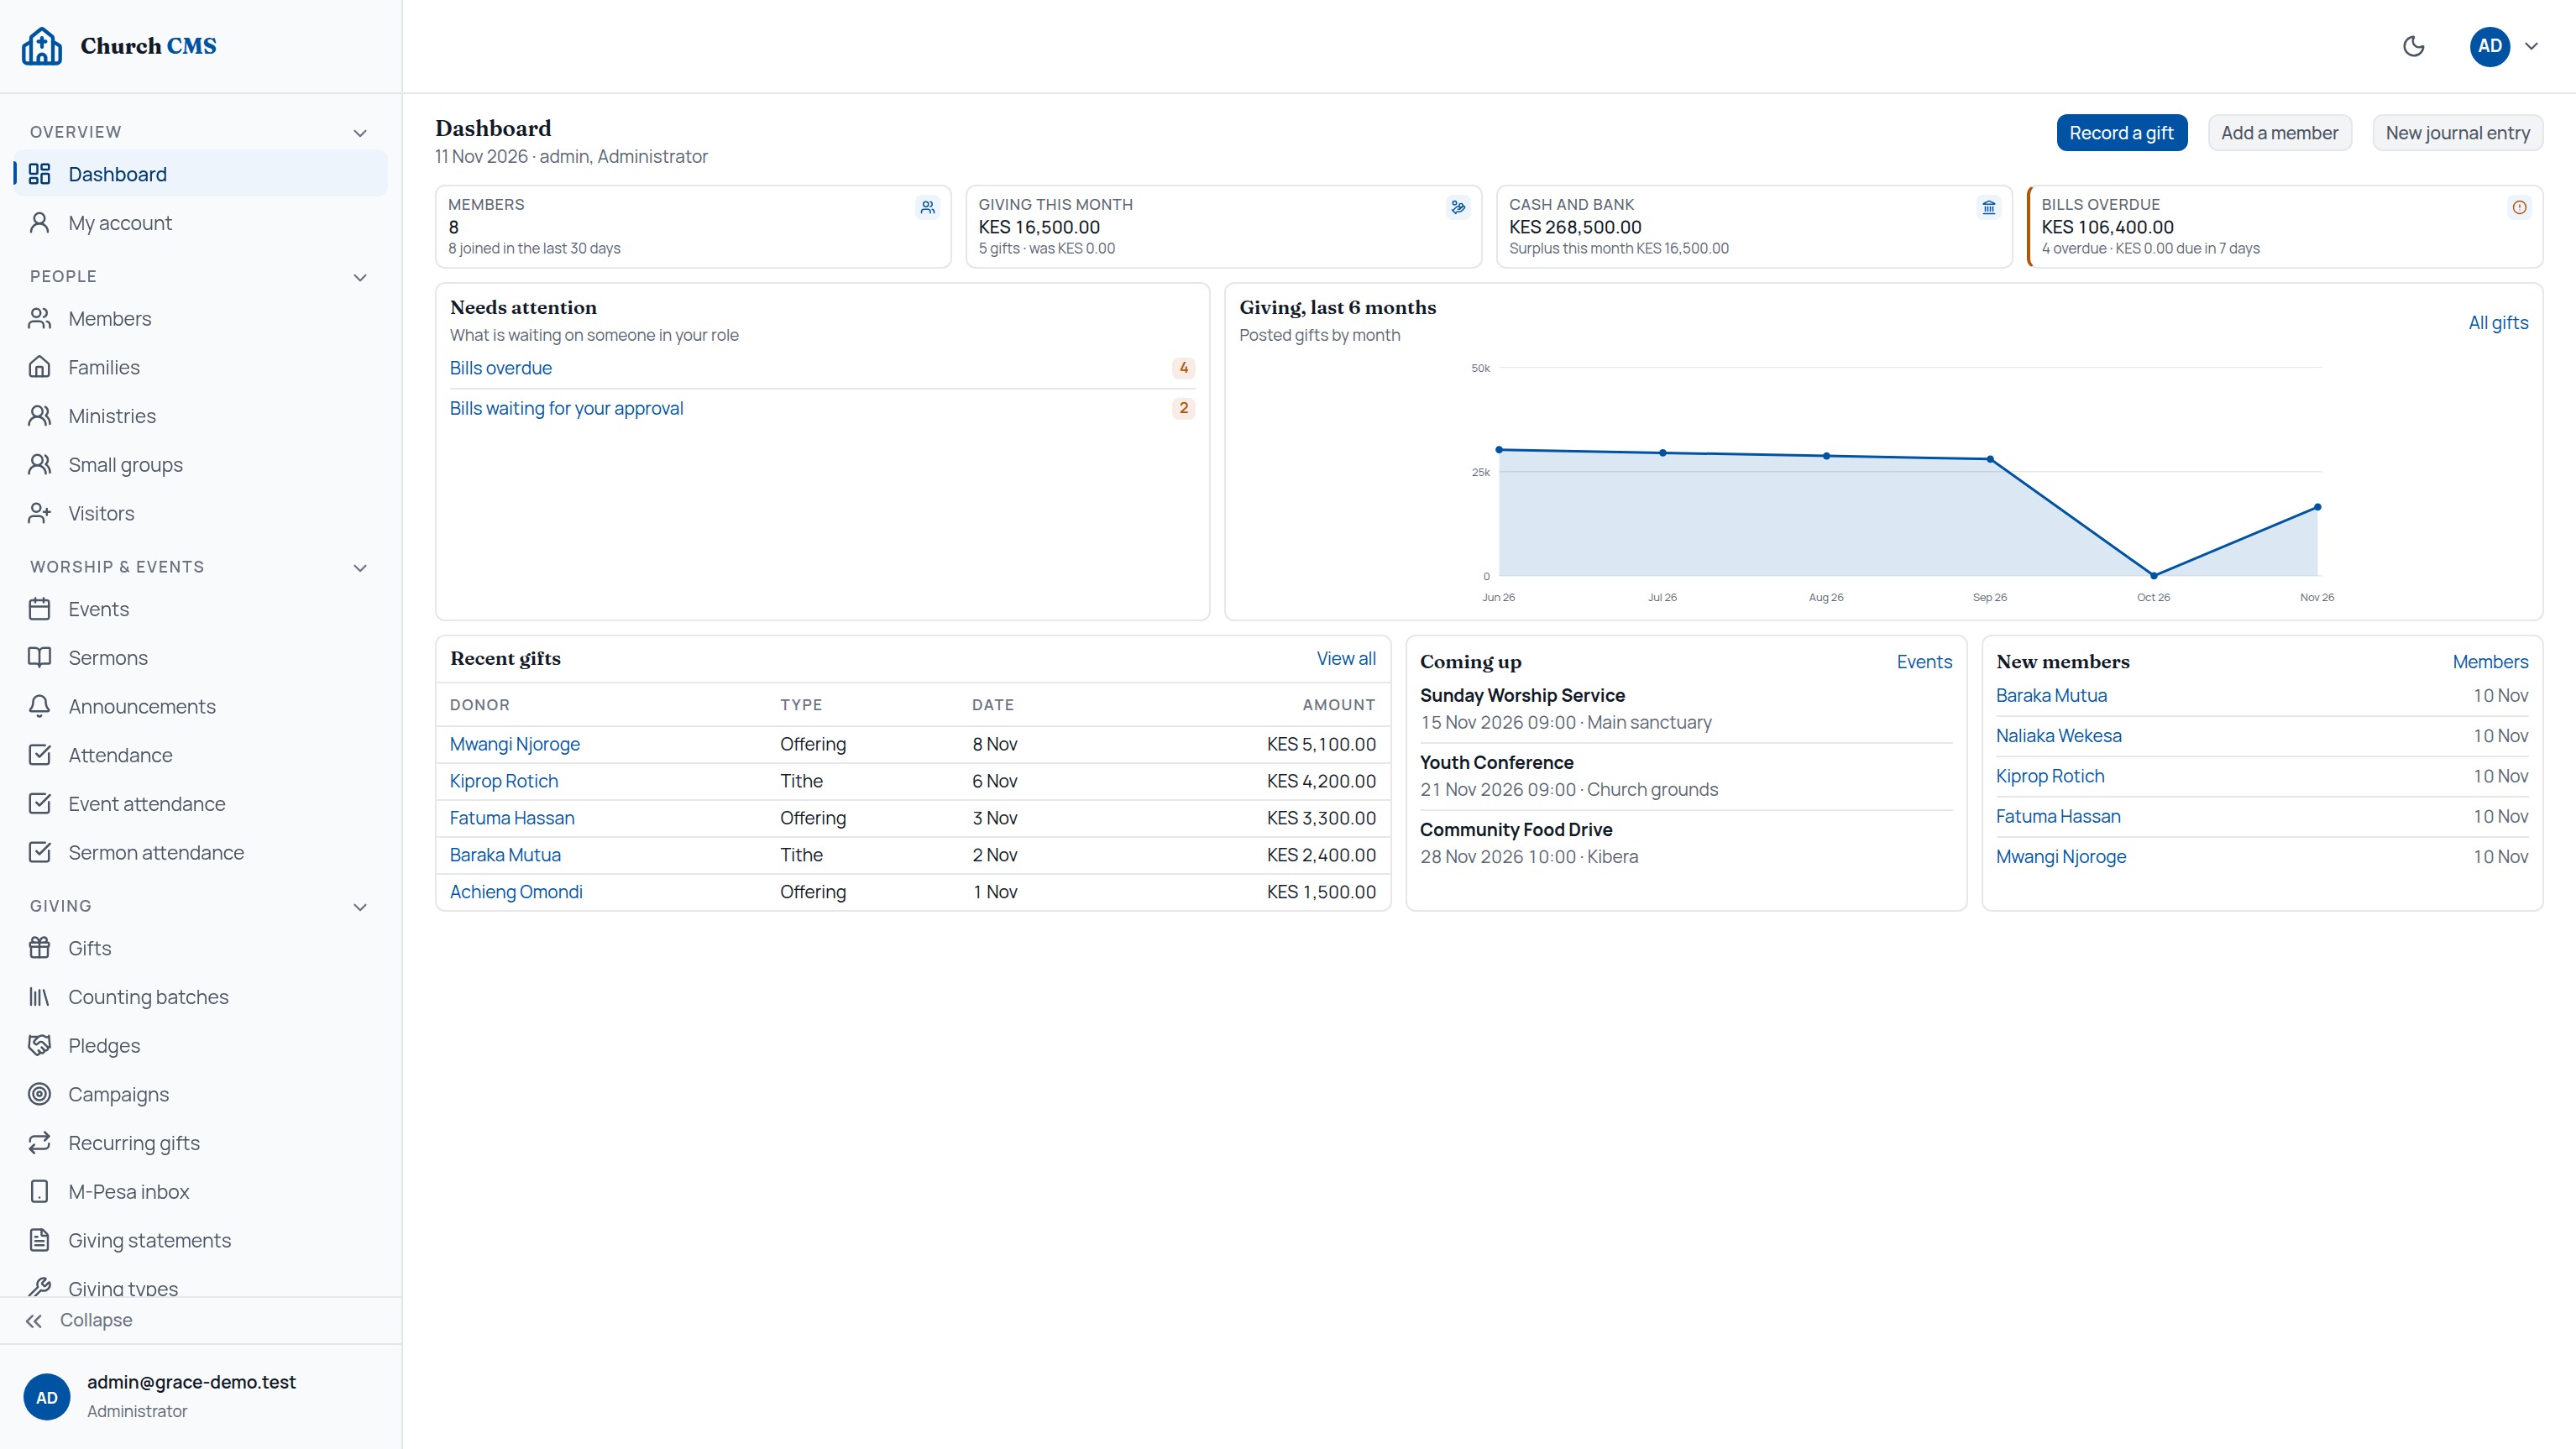 Church CMS
AD
OVERVIEW
Dashboard
My account
PEOPLE
Members
Families
Ministries
Small groups
Visitors
WORSHIP & EVENTS
Events
Sermons
Announcements
Attendance
Event attendance
Sermon attendance
GIVING
Gifts
Counting batches
Pledges
Campaigns
Recurring gifts
M-Pesa inbox
Giving statements
Giving types
Collapse
AD
admin@grace-demo.test
Administrator
Dashboard
11 Nov 2026 · admin, Administrator
Record a gift
Add a member
New journal entry
MEMBERS
8
8 joined in the last 30 days
GIVING THIS MONTH
KES 16,500.00
5 gifts · was KES 0.00
CASH AND BANK
KES 268,500.00
Surplus this month KES 16,500.00
BILLS OVERDUE
KES 106,400.00
4 overdue · KES 0.00 due in 7 days
Needs attention
What is waiting on someone in your role
Bills overdue 4
Bills waiting for your approval 2
Giving, last 6 months
Posted gifts by month
All gifts
50k
25k
0
Jun 26 Jul 26 Aug 26 Sep 26 Oct 26 Nov 26
Recent gifts View all
DONOR TYPE DATE AMOUNT
Mwangi Njoroge Offering 8 Nov KES 5,100.00
Kiprop Rotich Tithe 6 Nov KES 4,200.00
Fatuma Hassan Offering 3 Nov KES 3,300.00
Baraka Mutua Tithe 2 Nov KES 2,400.00
Achieng Omondi Offering 1 Nov KES 1,500.00
Coming up Events
Sunday Worship Service
15 Nov 2026 09:00 · Main sanctuary
Youth Conference
21 Nov 2026 09:00 · Church grounds
Community Food Drive
28 Nov 2026 10:00 · Kibera
New members Members
Baraka Mutua 10 Nov
Naliaka Wekesa 10 Nov
Kiprop Rotich 10 Nov
Fatuma Hassan 10 Nov
Mwangi Njoroge 10 Nov